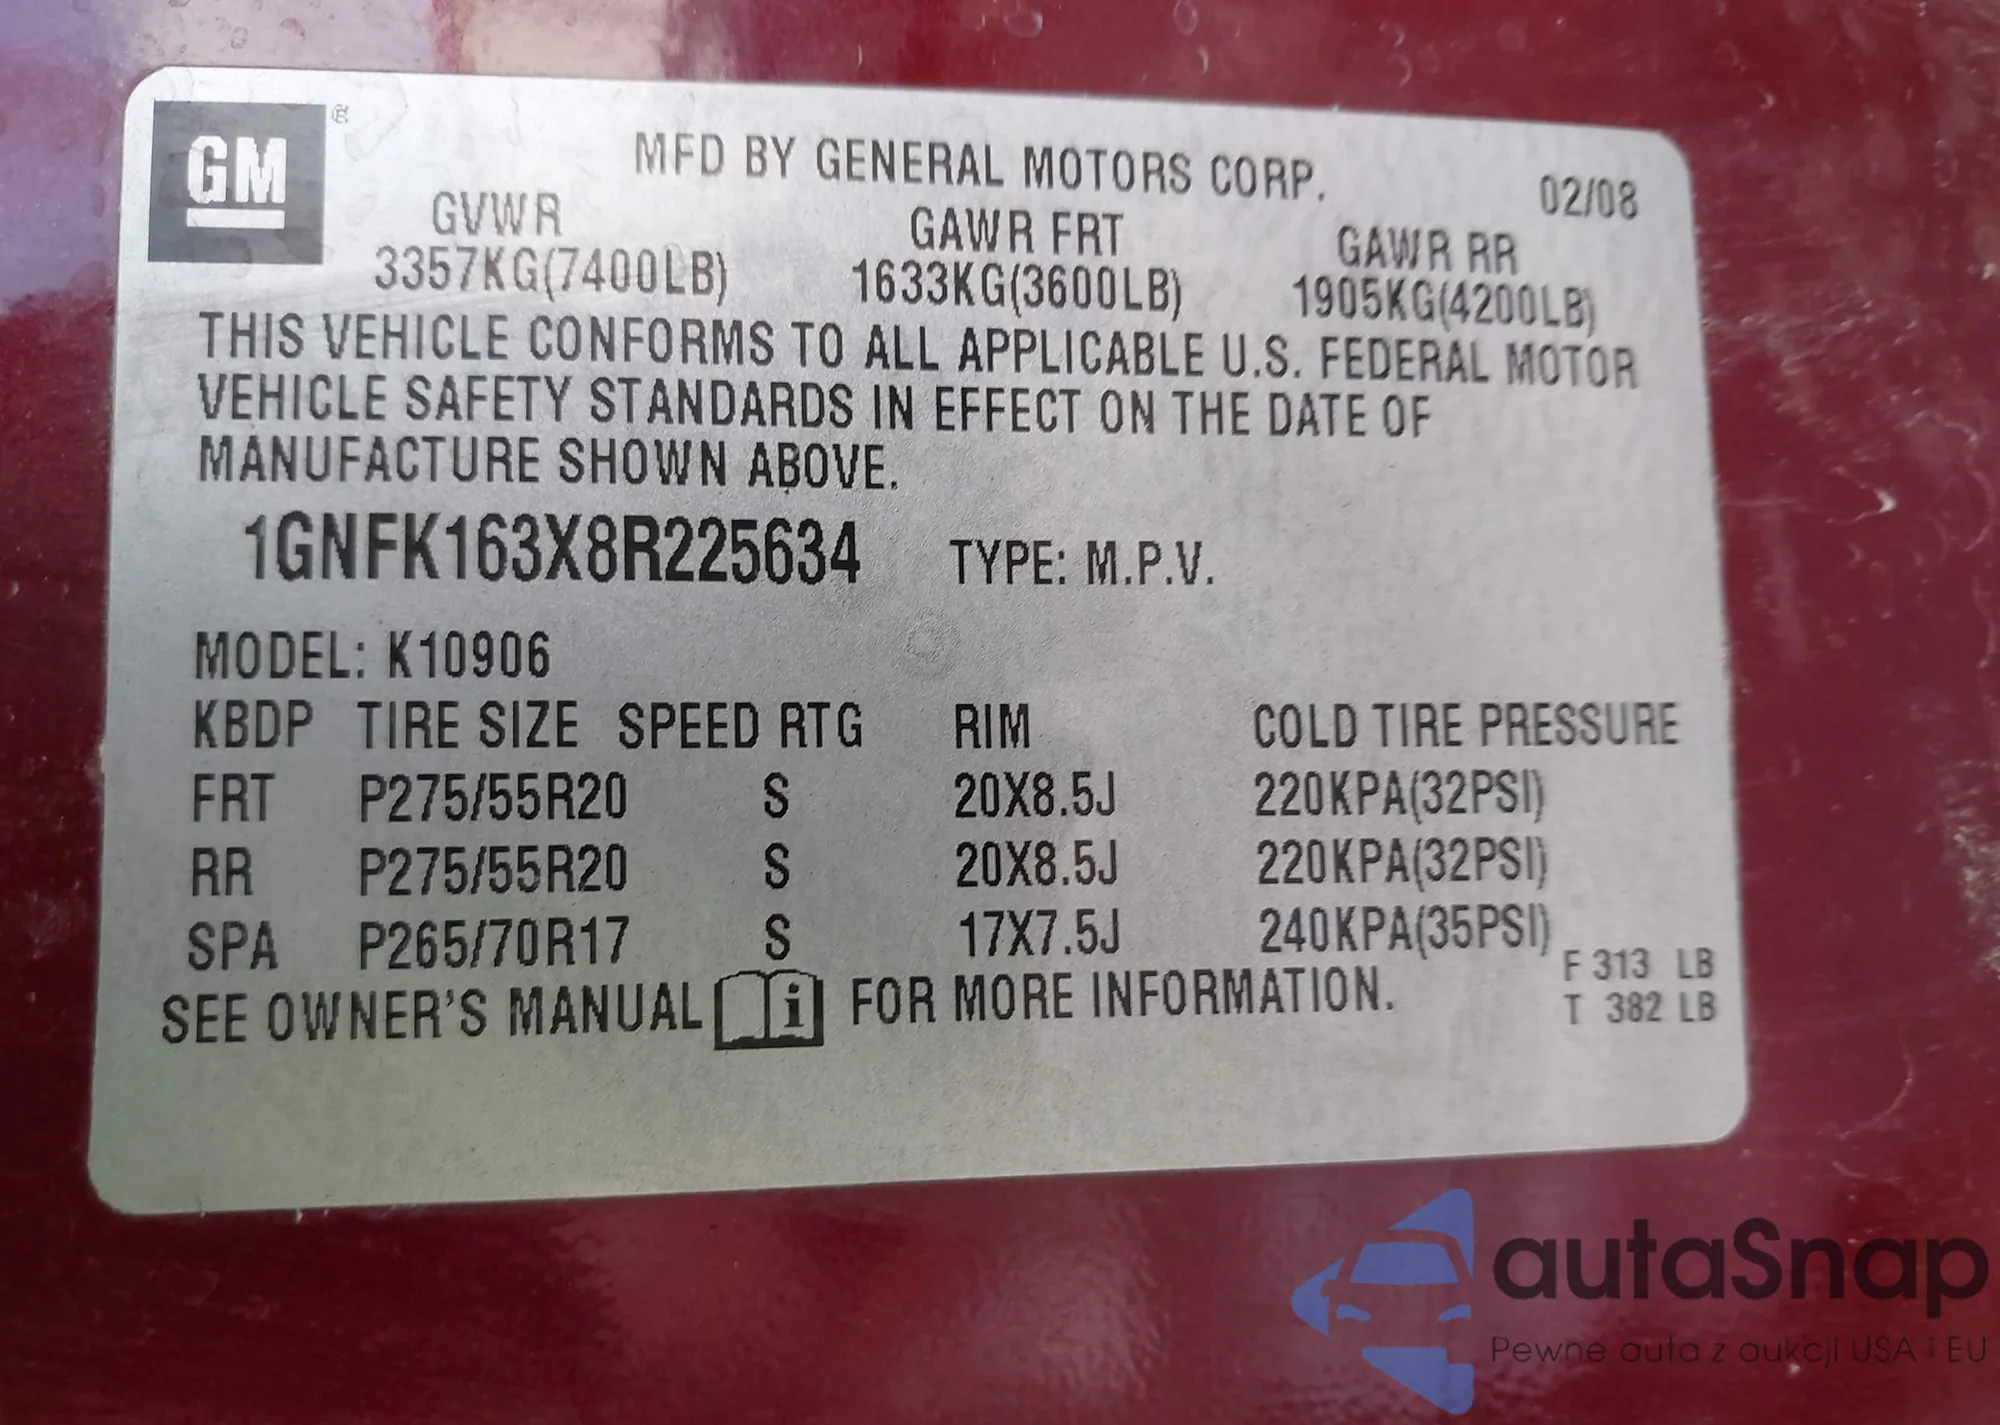 GM ®
MFD BY GENERAL MOTORS CORP. 02/08
GVWR GAWR FRT GAWR RR
3357KG(7400LB) 1633KG(3600LB) 1905KG(4200LB)
THIS VEHICLE CONFORMS TO ALL APPLICABLE U.S. FEDERAL MOTOR
VEHICLE SAFETY STANDARDS IN EFFECT ON THE DATE OF
MANUFACTURE SHOWN ABOVE.
1GNFK163X8R225634 TYPE: M.P.V.
MODEL: K10906
KBDP TIRE SIZE SPEED RTG RIM COLD TIRE PRESSURE
FRT P275/55R20 S 20X8.5J 220KPA(32PSI)
RR P275/55R20 S 20X8.5J 220KPA(32PSI)
SPA P265/70R17 S 17X7.5J 240KPA(35PSI)
F 313 LB
SEE OWNER'S MANUAL i FOR MORE INFORMATION. T 382 LB
autaSnap
Pewne auta z aukcji USA i EU